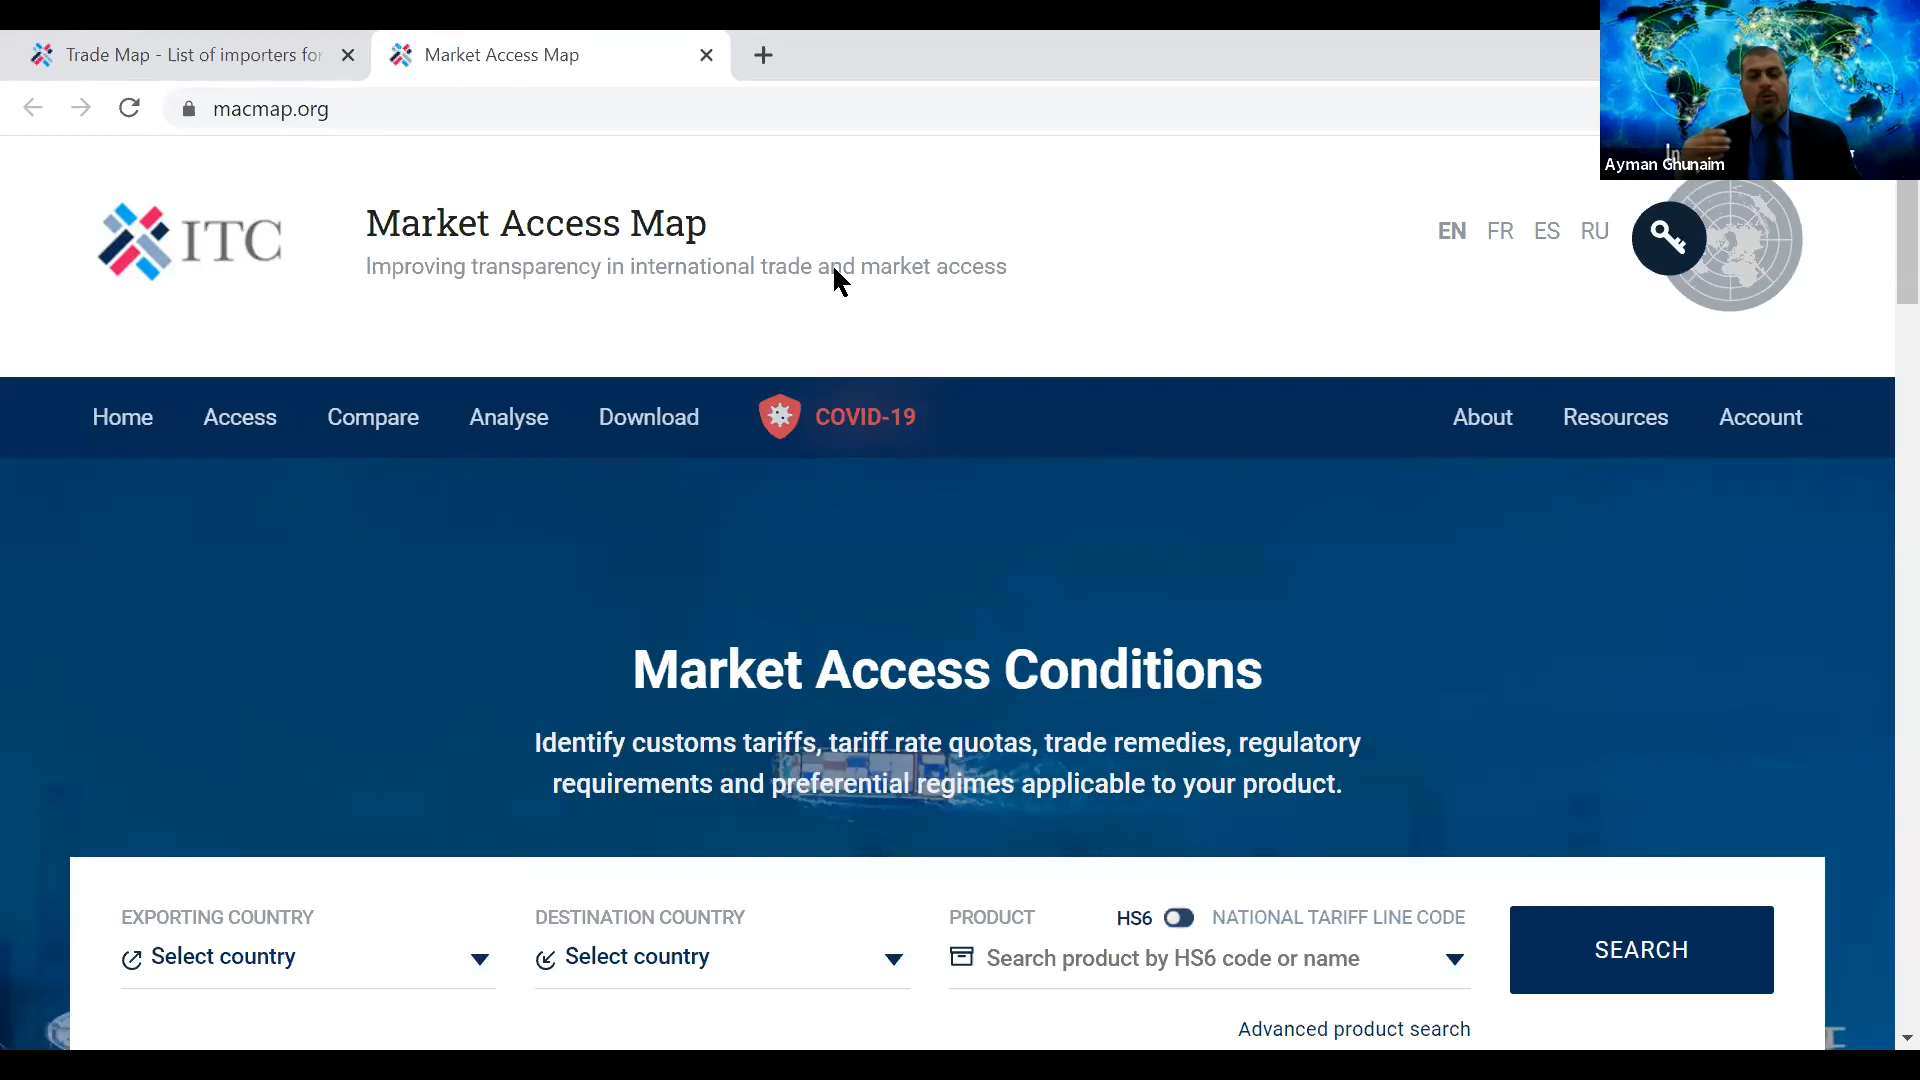 Trade Map - List of importers for
Market Access Map
macmap.org
Ayman Ghunaim
ITC
Market Access Map
Improving transparency in international trade and market access
EN FR ES RU
Home Access Compare Analyse Download COVID-19 About Resources Account
Market Access Conditions
Identify customs tariffs, tariff rate quotas, trade remedies, regulatory
requirements and preferential regimes applicable to your product.
EXPORTING COUNTRY
Select country
DESTINATION COUNTRY
Select country
PRODUCT HS6 NATIONAL TARIFF LINE CODE
Search product by HS6 code or name
SEARCH
Advanced product search